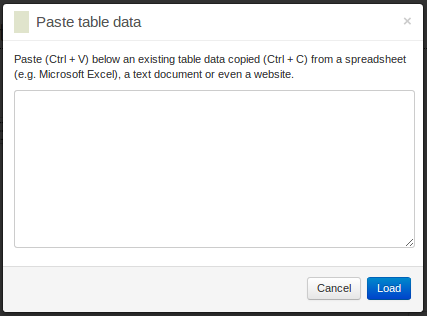 Paste table data
×
Paste (Ctrl + V) below an existing table data copied (Ctrl + C) from a spreadsheet
(e.g. Microsoft Excel), a text document or even a website.
Cancel Load